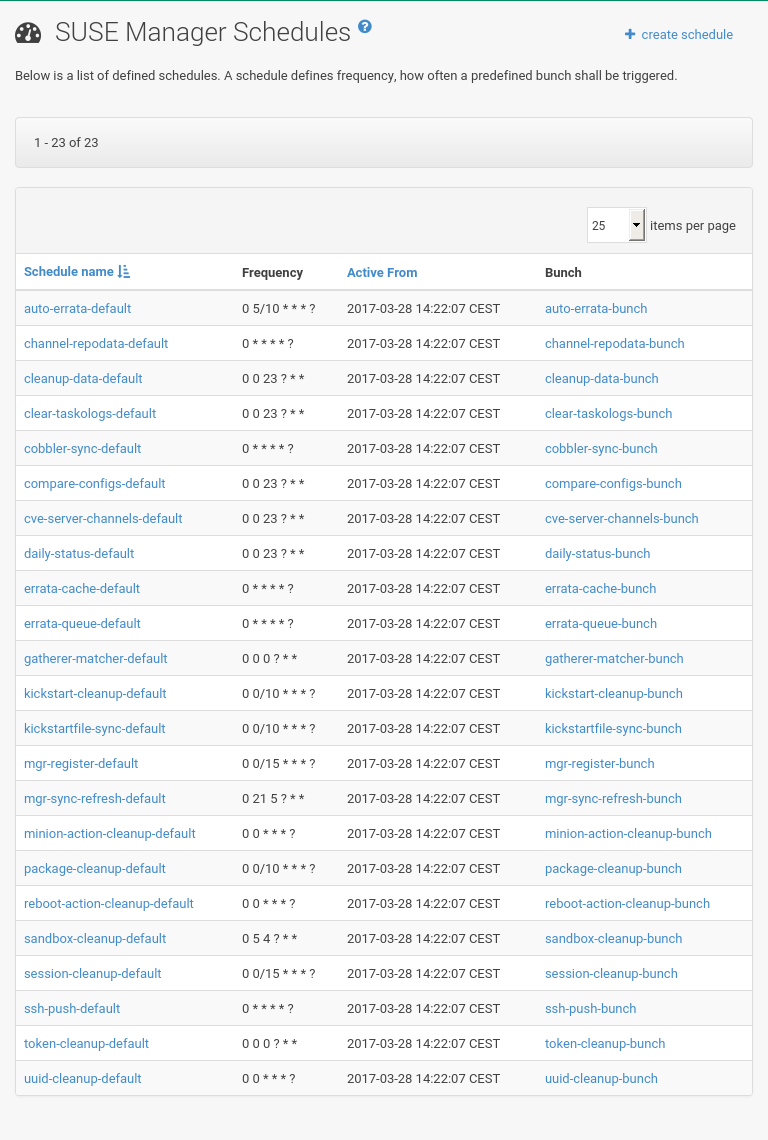 SUSE Manager Schedules ?
+ create schedule
Below is a list of defined schedules. A schedule defines frequency, how often a predefined bunch shall be triggered.
1 - 23 of 23
25 items per page
Schedule name Frequency Active From Bunch
auto-errata-default 0 5/10 * * * ? 2017-03-28 14:22:07 CEST auto-errata-bunch
channel-repodata-default 0 * * * * ? 2017-03-28 14:22:07 CEST channel-repodata-bunch
cleanup-data-default 0 0 23 ? * * 2017-03-28 14:22:07 CEST cleanup-data-bunch
clear-taskologs-default 0 0 23 ? * * 2017-03-28 14:22:07 CEST clear-taskologs-bunch
cobbler-sync-default 0 * * * * ? 2017-03-28 14:22:07 CEST cobbler-sync-bunch
compare-configs-default 0 0 23 ? * * 2017-03-28 14:22:07 CEST compare-configs-bunch
cve-server-channels-default 0 0 23 ? * * 2017-03-28 14:22:07 CEST cve-server-channels-bunch
daily-status-default 0 0 23 ? * * 2017-03-28 14:22:07 CEST daily-status-bunch
errata-cache-default 0 * * * * ? 2017-03-28 14:22:07 CEST errata-cache-bunch
errata-queue-default 0 * * * * ? 2017-03-28 14:22:07 CEST errata-queue-bunch
gatherer-matcher-default 0 0 0 ? * * 2017-03-28 14:22:07 CEST gatherer-matcher-bunch
kickstart-cleanup-default 0 0/10 * * * ? 2017-03-28 14:22:07 CEST kickstart-cleanup-bunch
kickstartfile-sync-default 0 0/10 * * * ? 2017-03-28 14:22:07 CEST kickstartfile-sync-bunch
mgr-register-default 0 0/15 * * * ? 2017-03-28 14:22:07 CEST mgr-register-bunch
mgr-sync-refresh-default 0 21 5 ? * * 2017-03-28 14:22:07 CEST mgr-sync-refresh-bunch
minion-action-cleanup-default 0 0 * * * ? 2017-03-28 14:22:07 CEST minion-action-cleanup-bunch
package-cleanup-default 0 0/10 * * * ? 2017-03-28 14:22:07 CEST package-cleanup-bunch
reboot-action-cleanup-default 0 0 * * * ? 2017-03-28 14:22:07 CEST reboot-action-cleanup-bunch
sandbox-cleanup-default 0 5 4 ? * * 2017-03-28 14:22:07 CEST sandbox-cleanup-bunch
session-cleanup-default 0 0/15 * * * ? 2017-03-28 14:22:07 CEST session-cleanup-bunch
ssh-push-default 0 * * * * ? 2017-03-28 14:22:07 CEST ssh-push-bunch
token-cleanup-default 0 0 0 ? * * 2017-03-28 14:22:07 CEST token-cleanup-bunch
uuid-cleanup-default 0 0 * * * ? 2017-03-28 14:22:07 CEST uuid-cleanup-bunch